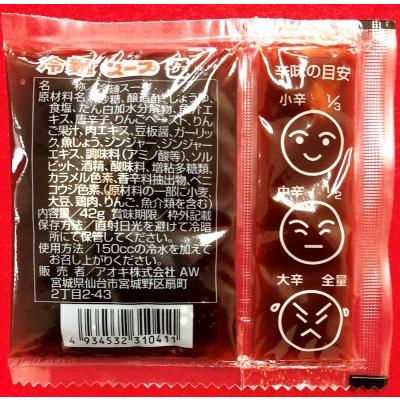 冷麺スープ
名 称 冷麺スープ
原材料名 果糖、醸造酢、しょうゆ、
食塩、たん白加水分解物、魚介エ
キス、唐辛子、りんごペースト、りん
ご果汁、肉エキス、豆板醤、ガーリッ
ク、魚しょう、ジンジャー、ジンジャー
エキス、調味料(アミノ酸等)、ソル
ビット、酒精、酸味料、増粘多糖類、
カラメル色素、香辛料抽出物、ベニ
コウジ色素、(原材料の一部に小麦、
大豆、鶏肉、りんご、魚介類を含む)
内容量/42g 賞味期限/枠外記載
保存方法/直射日光を避けて冷暗
所にて保管してください。
使用方法/150ccの冷水を加えて
お召し上がりください。
販売者/アオキ株式会社 AW
宮城県仙台市宮城野区扇町
2丁目2-43
4 934532 310411
辛味の目安
小辛 1/3
中辛 1/2
大辛 全量